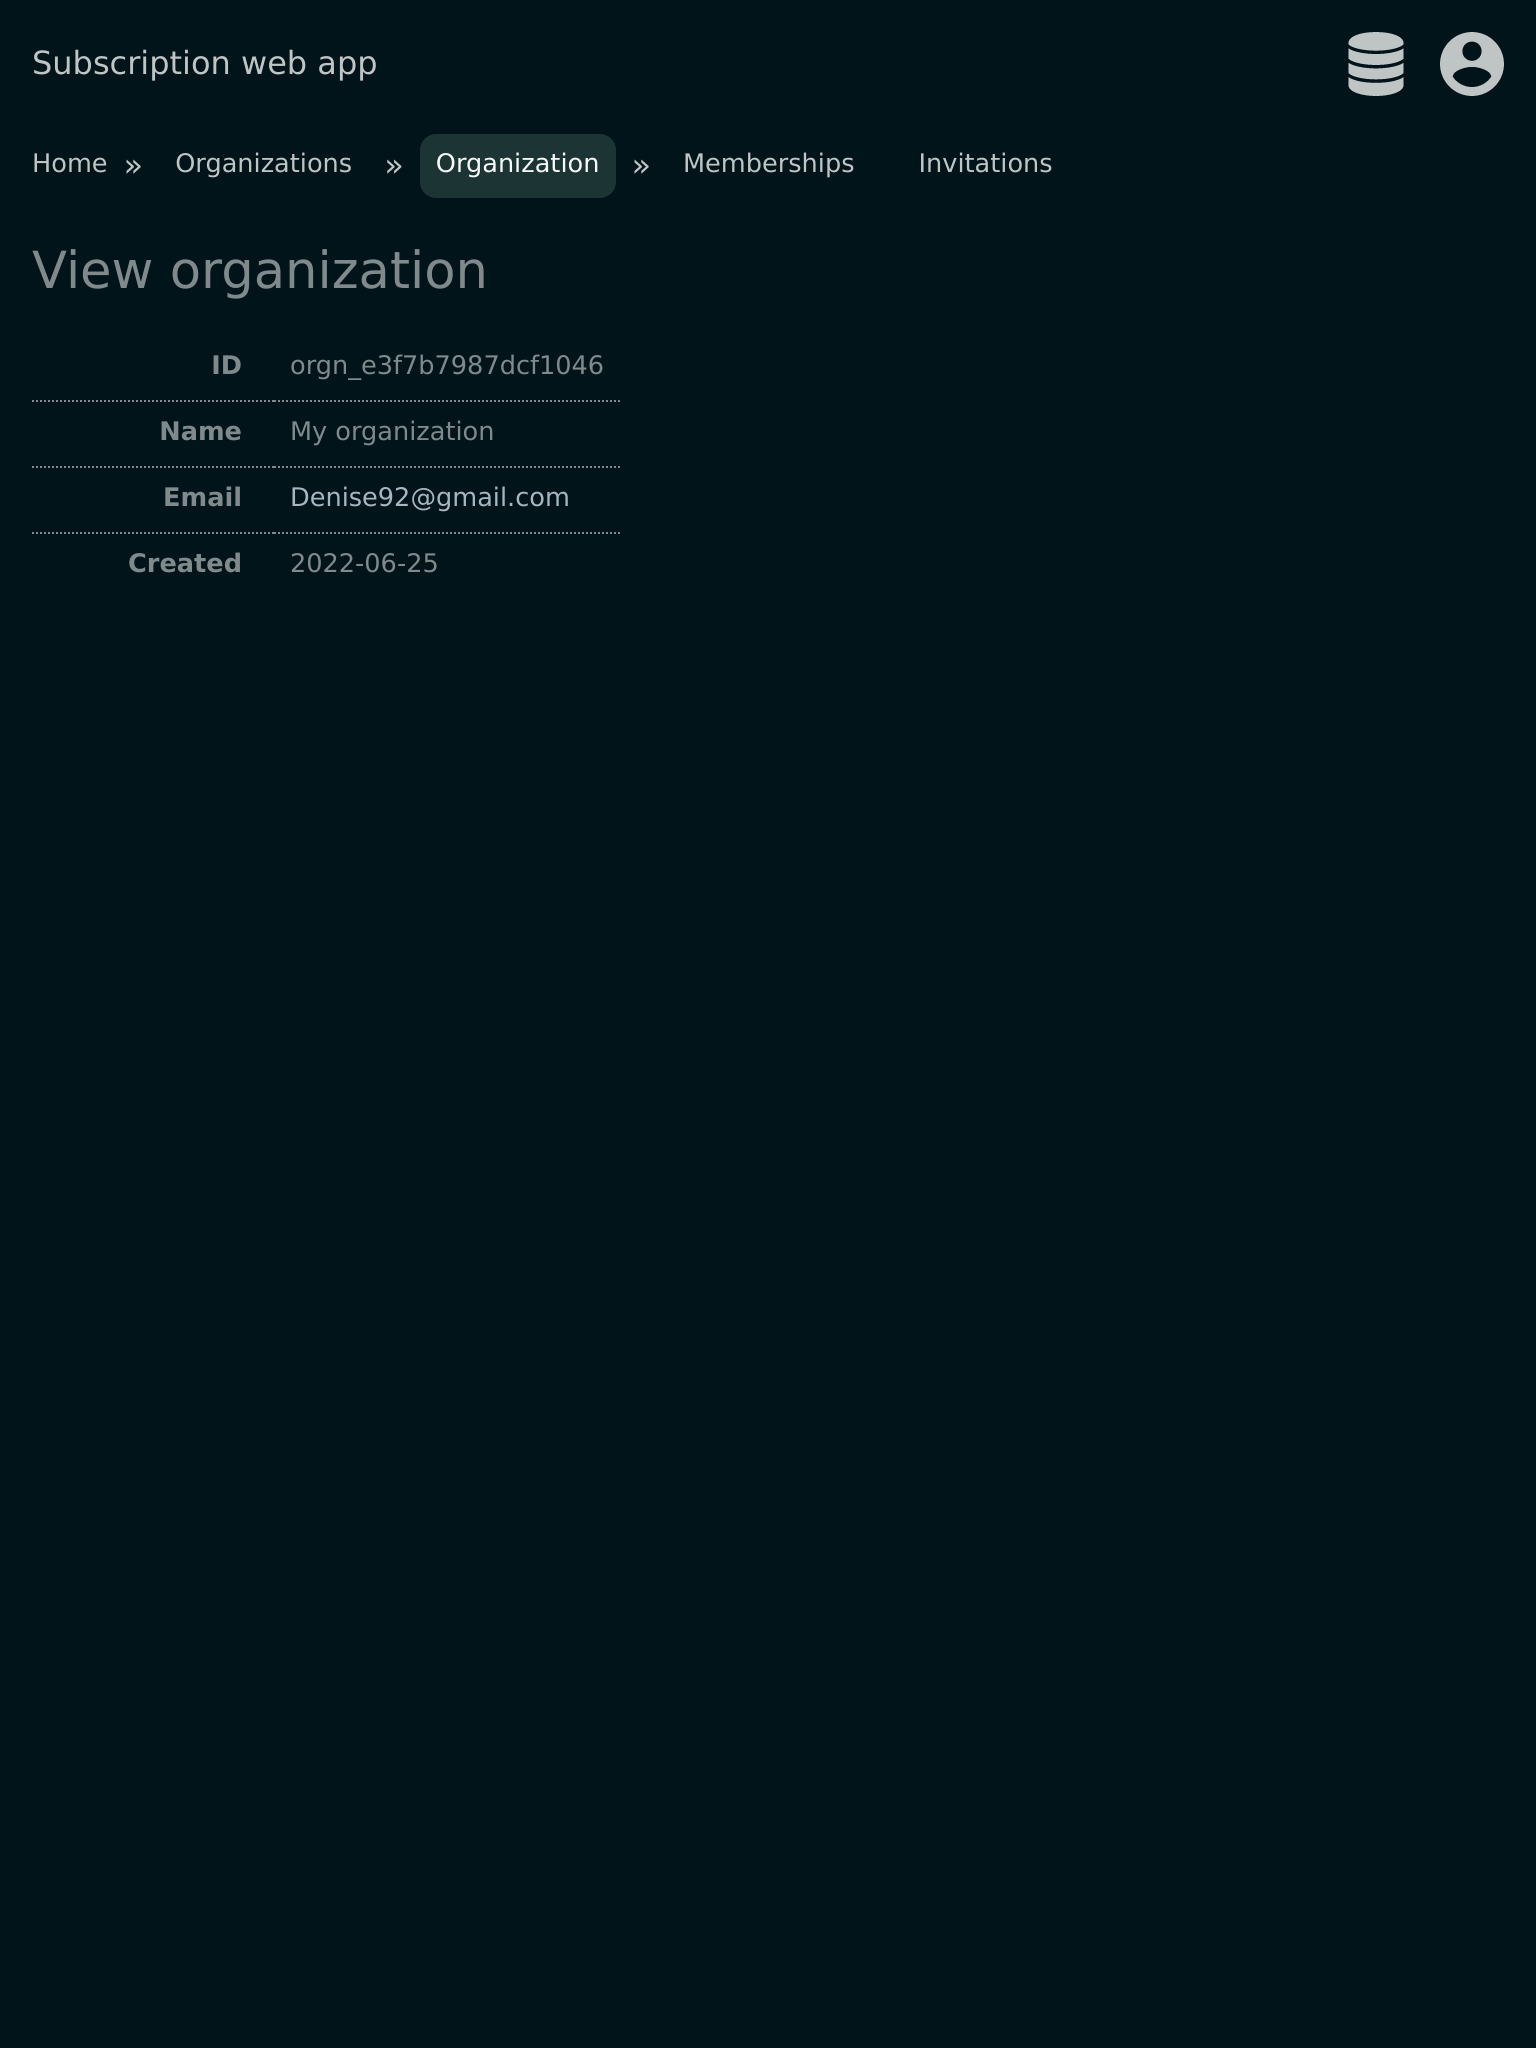 Subscription web app
Home » Organizations » Organization » Memberships Invitations
View organization
ID orgn_e3f7b7987dcf1046
Name My organization
Email Denise92@gmail.com
Created 2022-06-25